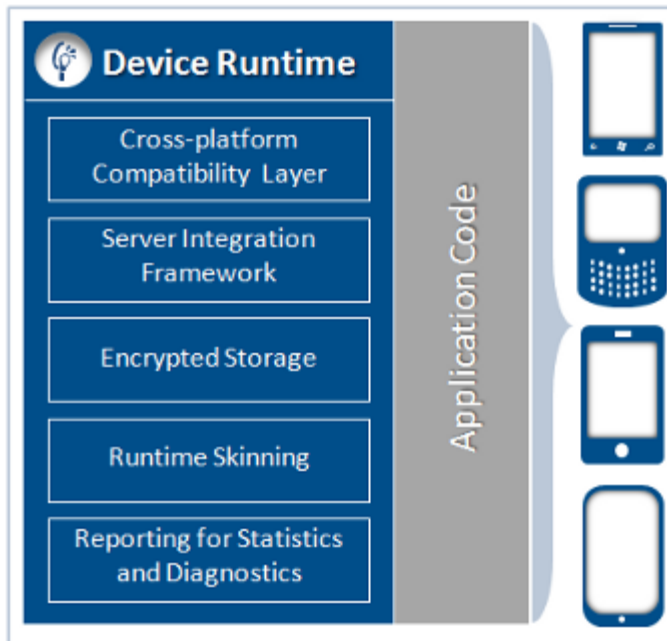 Device Runtime
Cross-platform
Compatibility Layer
Server Integration
Framework
Encrypted Storage
Runtime Skinning
Reporting for Statistics
and Diagnostics
Application Code